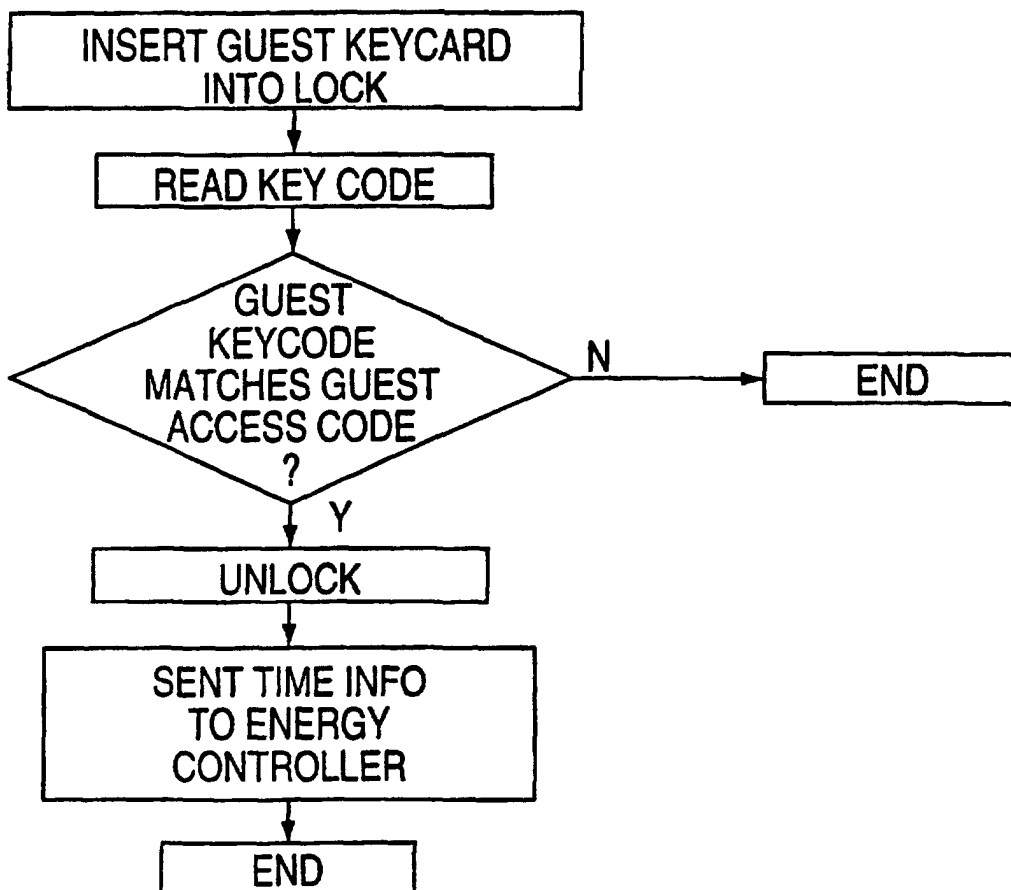 INSERT GUEST KEYCARD
INTO LOCK
READ KEY CODE
GUEST
KEYCODE
MATCHES GUEST
ACCESS CODE
?
N
END
Y
UNLOCK
SENT TIME INFO
TO ENERGY
CONTROLLER
END